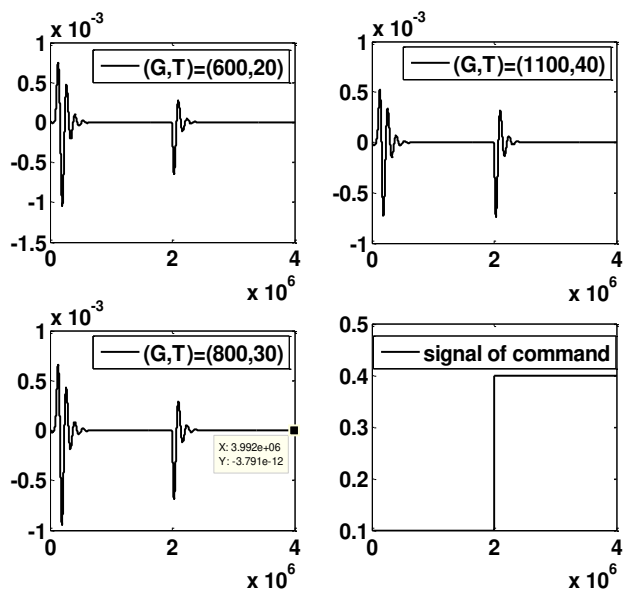 x 10^-3
1
(G,T)=(600,20)
0.5
0
-0.5
-1
-1.5
0
2
4
x 10^6
x 10^-3
1
(G,T)=(1100,40)
0.5
0
-0.5
-1
0
2
4
x 10^6
x 10^-3
1
(G,T)=(800,30)
0.5
0
X: 3.992e+06
Y: -3.791e-12
-0.5
-1
0
2
4
x 10^6
0.5
signal of command
0.4
0.3
0.2
0.1
0
2
4
x 10^6